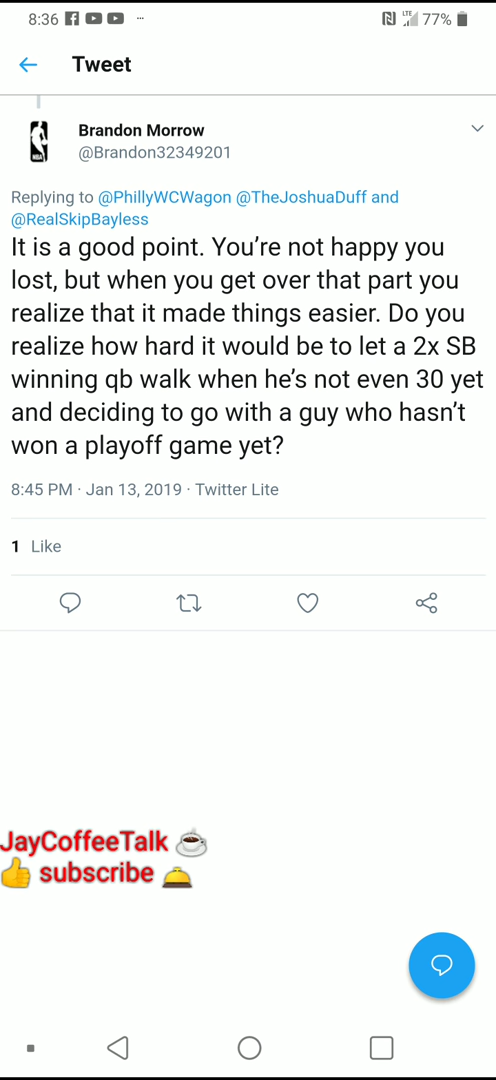 8:36
LTE
77%
Tweet
NBA
Brandon Morrow
@Brandon32349201
Replying to @PhillyWCWagon @TheJoshuaDuff and
@RealSkipBayless
It is a good point. You’re not happy you
lost, but when you get over that part you
realize that it made things easier. Do you
realize how hard it would be to let a 2x SB
winning qb walk when he’s not even 30 yet
and deciding to go with a guy who hasn’t
won a playoff game yet?
8:45 PM · Jan 13, 2019 · Twitter Lite
1 Like
JayCoffeeTalk ☕
👍 subscribe 🛎️